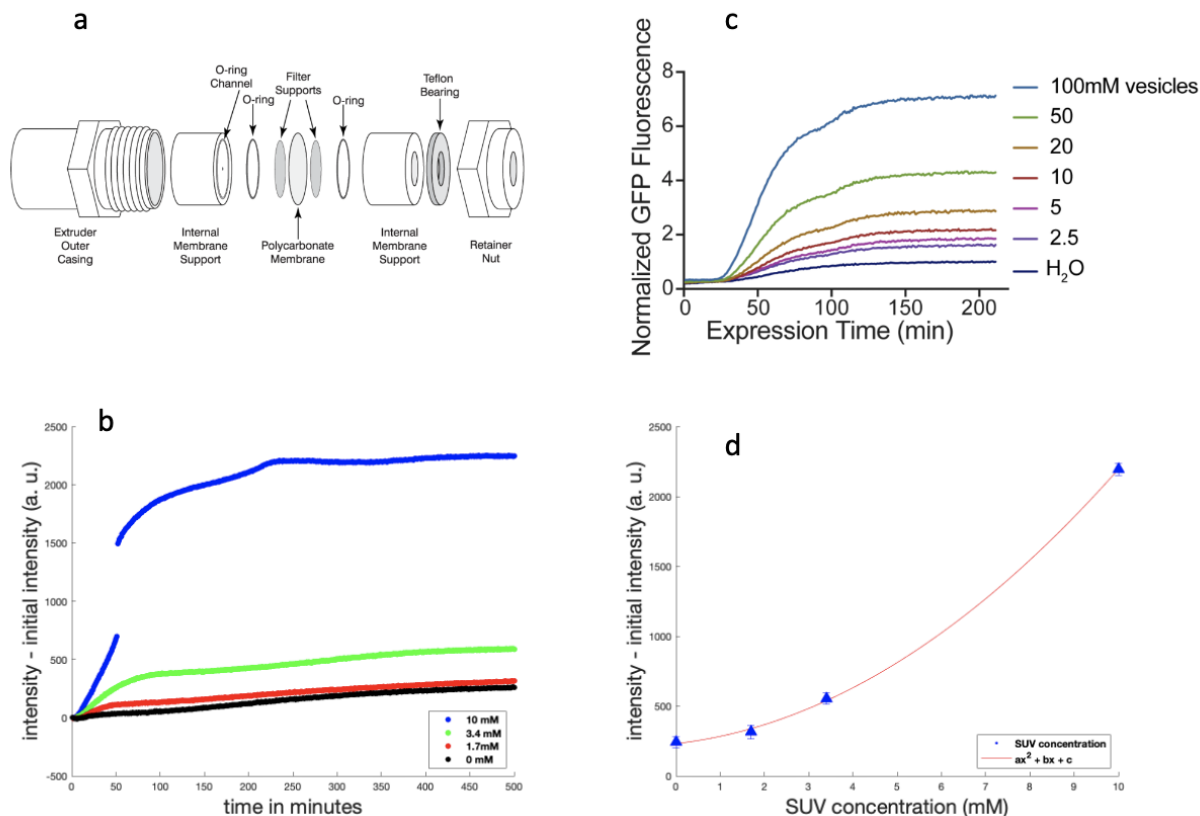 a
O-ring
Channel
O-ring
Filter
Supports
O-ring
Teflon
Bearing
Extruder
Outer
Casing
Internal
Membrane
Support
Polycarbonate
Membrane
Internal
Membrane
Support
Retainer
Nut
c
Normalized GFP Fluorescence
8
6
4
2
0
0
50
100
150
200
Expression Time (min)
100mM vesicles
50
20
10
5
2.5
H₂O
b
intensity - initial intensity (a. u.)
2500
2000
1500
1000
500
0
-500
0
50
100
150
200
250
300
350
400
450
500
time in minutes
10 mM
3.4 mM
1.7mM
0 mM
d
intensity - initial intensity (a. u.)
2500
2000
1500
1000
500
0
0
1
2
3
4
5
6
7
8
9
10
SUV concentration (mM)
SUV concentration
ax² + bx + c